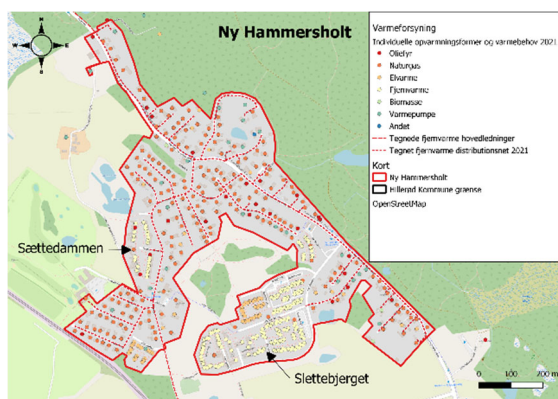 Ny Hammersholt
Varmeforsyning
Individuelle opvarmningsformer og varmebehov 2021
Oliefyr
Naturgas
Elvarme
Fjernvarme
Biomasse
Varmepumpe
Andet
Tegnede fjernvarme hovedledninger
Tegnet fjernvarme distributionsnet 2021
Kort
Ny Hammersholt
Hillerød Kommune grænse
OpenStreetMap
N
W
E
S
Sættedammen
Slettebjerget
0 100 200 m